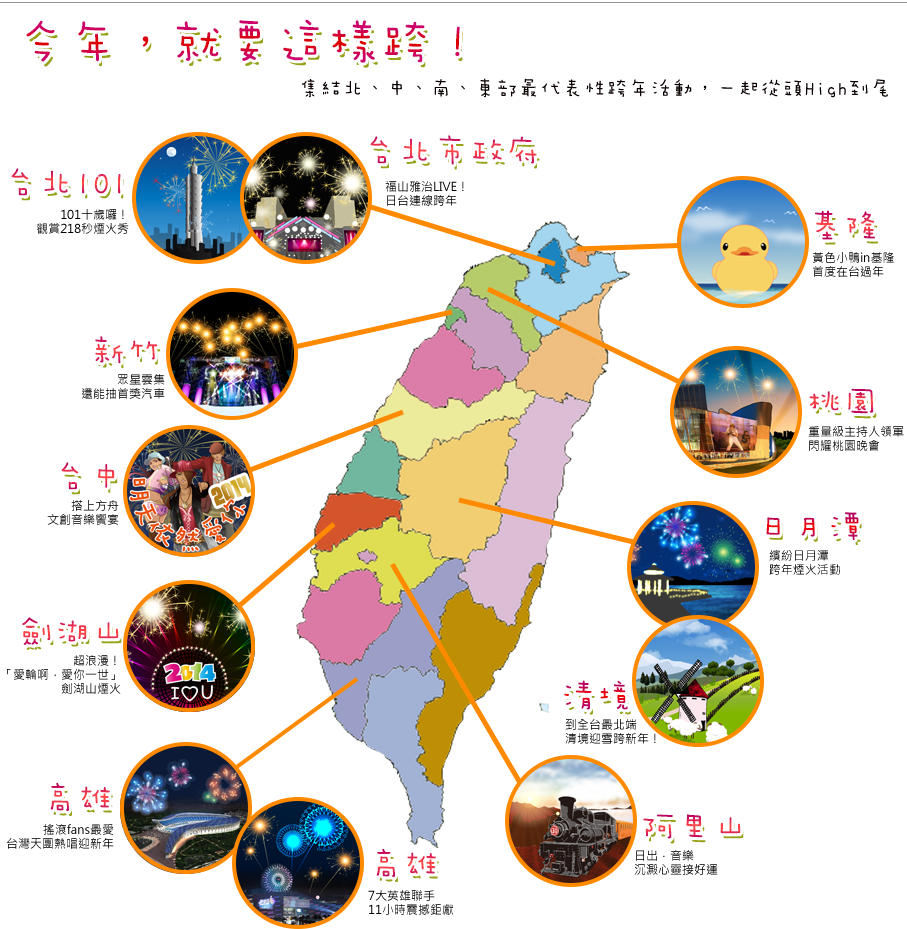 今年，就要這樣跨！
集結北、中、南、東部最代表性跨年活動，一起從頭High到尾
台北101
101十歲囉！
觀賞218秒煙火秀
台北市政府
福山雅治LIVE！
日台連線跨年
基隆
黃色小鴨in基隆
首度在台過年
新竹
眾星雲集
還能抽首獎汽車
桃園
重量級主持人領軍
閃耀桃園晚會
台中
搭上方舟
文創音樂饗宴
明天依然愛你
2014
日月潭
繽紛日月潭
跨年煙火活動
劍湖山
超浪漫！
「愛輪啊．愛你一世」
劍湖山煙火
2014
I♡U
清境
到全台最北端
清境迎雪跨新年！
高雄
搖滾fans最愛
台灣天團熱唱迎新年
高雄
7大英雄聯手
11小時震撼鉅獻
阿里山
日出．音樂
沉澱心靈接好運